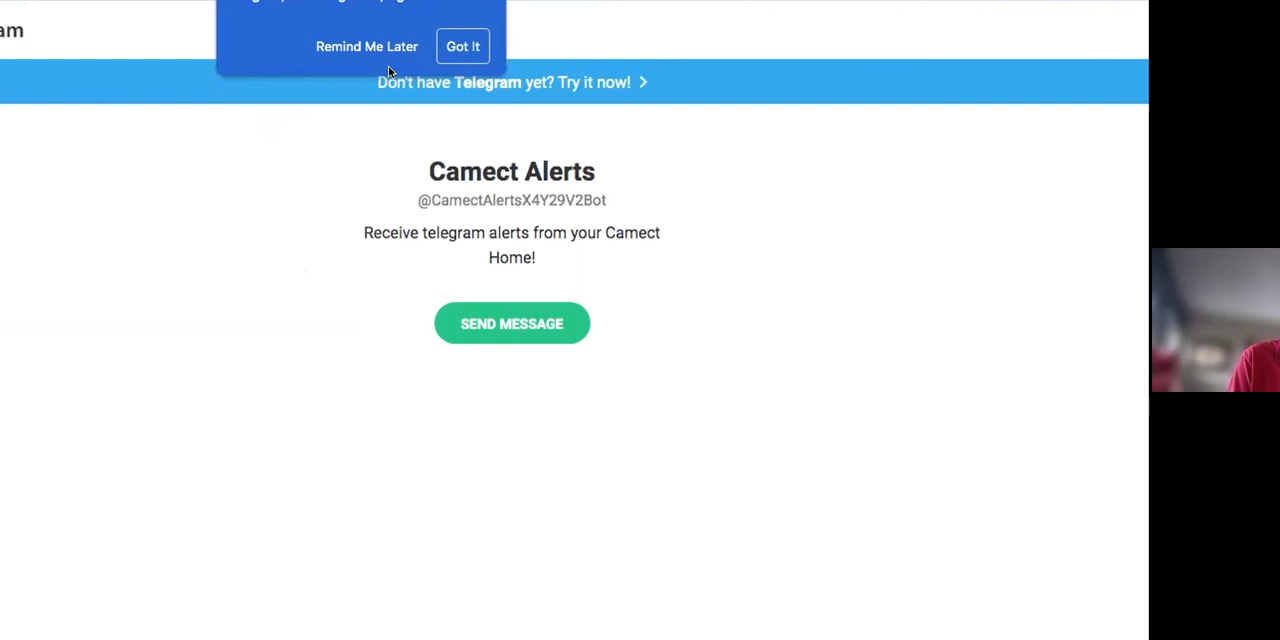 am
Remind Me Later Got It
Don't have Telegram yet? Try it now!
Camect Alerts
@CamectAlertsX4Y29V2Bot
Receive telegram alerts from your Camect
Home!
SEND MESSAGE